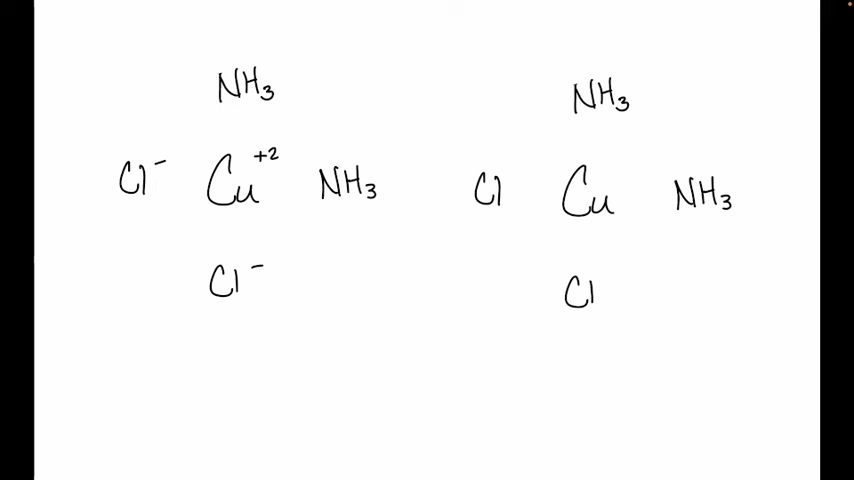 NH₃ NH₃
Cl⁻ Cu⁺² NH₃ Cl Cu NH₃
Cl⁻ Cl